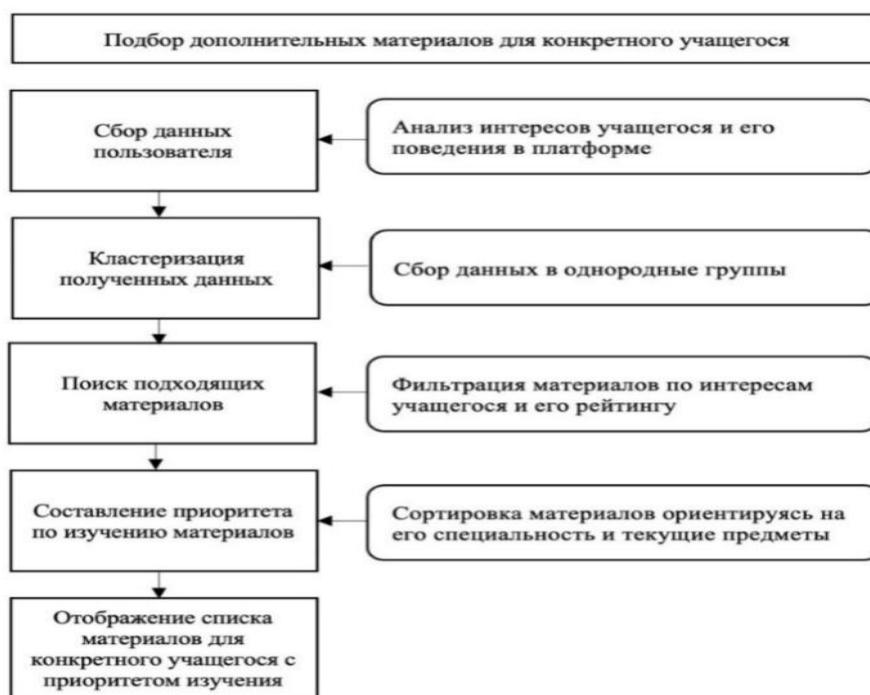 Подбор дополнительных материалов для конкретного учащегося
Сбор данных
пользователя
Анализ интересов учащегося и его
поведения в платформе
Кластеризация
полученных данных
Сбор данных в однородные группы
Поиск подходящих
материалов
Фильтрация материалов по интересам
учащегося и его рейтингу
Составление приоритета
по изучению материалов
Сортировка материалов ориентируясь на
его специальность и текущие предметы
Отображение списка
материалов для
конкретного учащегося с
приоритетом изучения